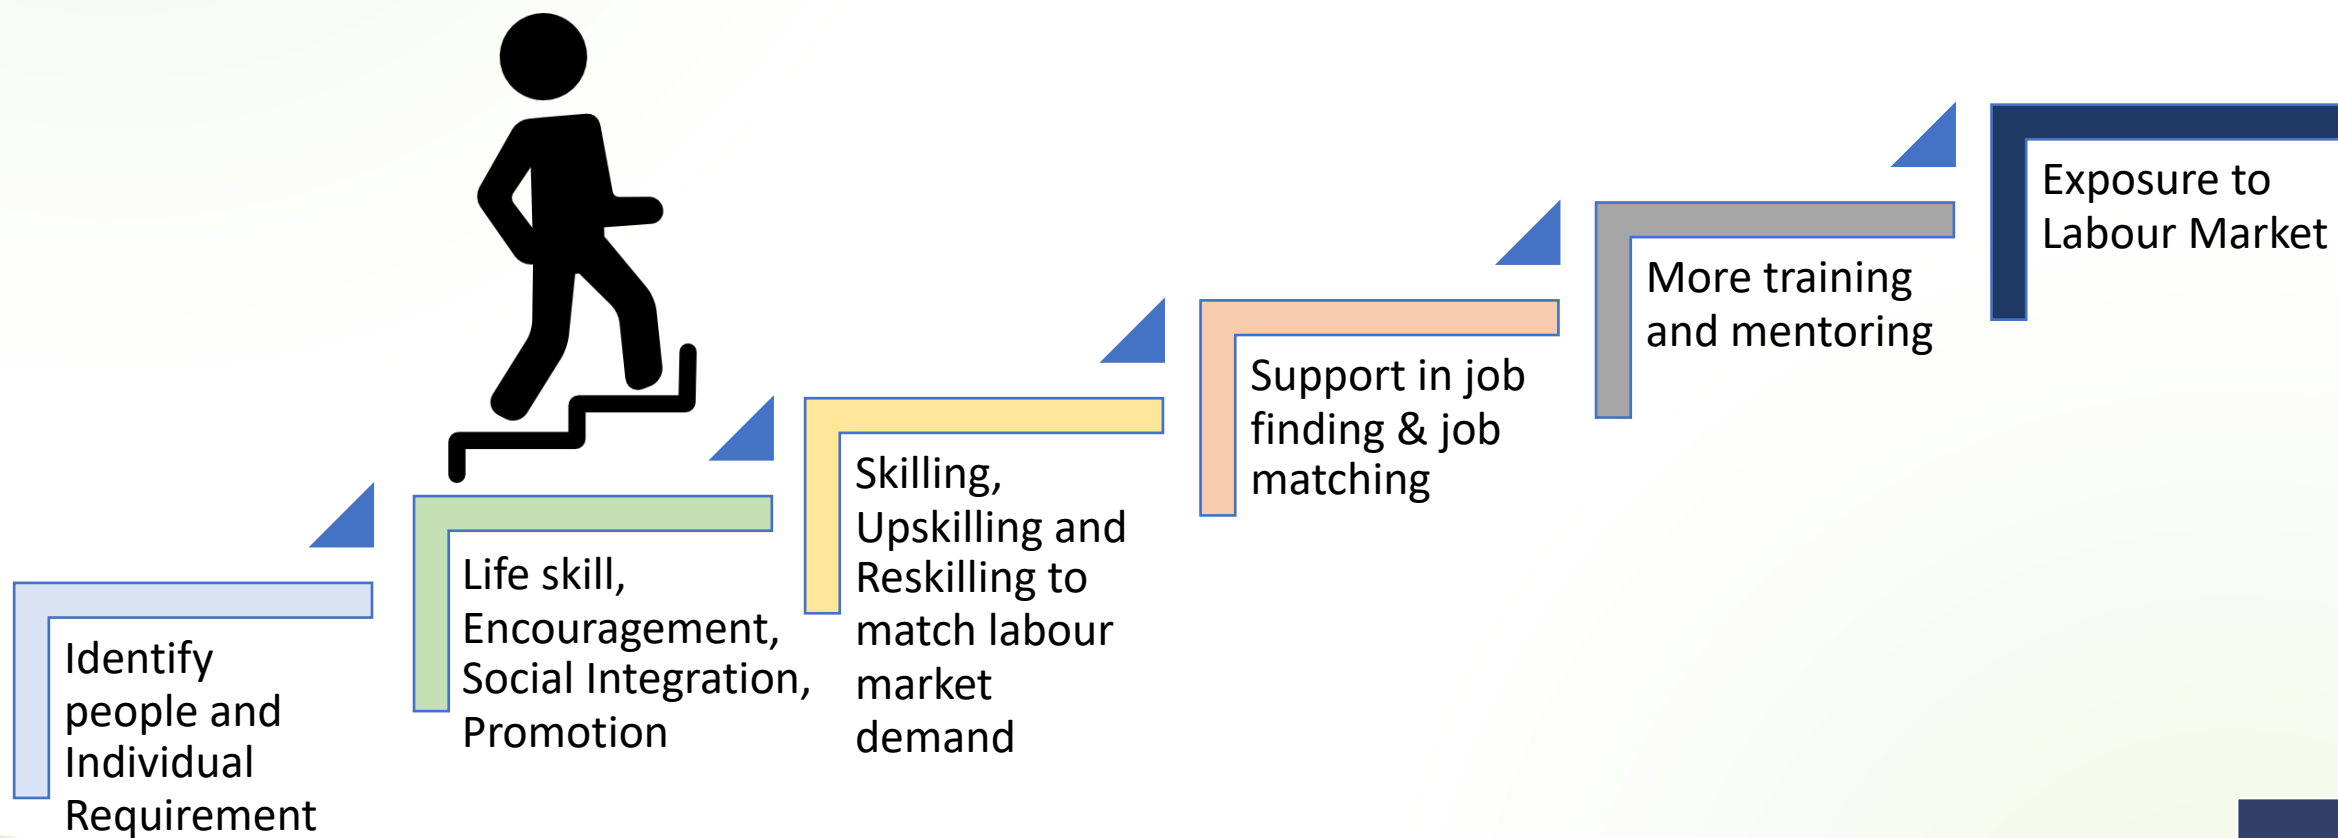 Identify
people and
Individual
Requirement
Life skill,
Encouragement,
Social Integration,
Promotion
Skilling,
Upskilling and
Reskilling to
match labour
market
demand
Support in job
finding & job
matching
More training
and mentoring
Exposure to
Labour Market